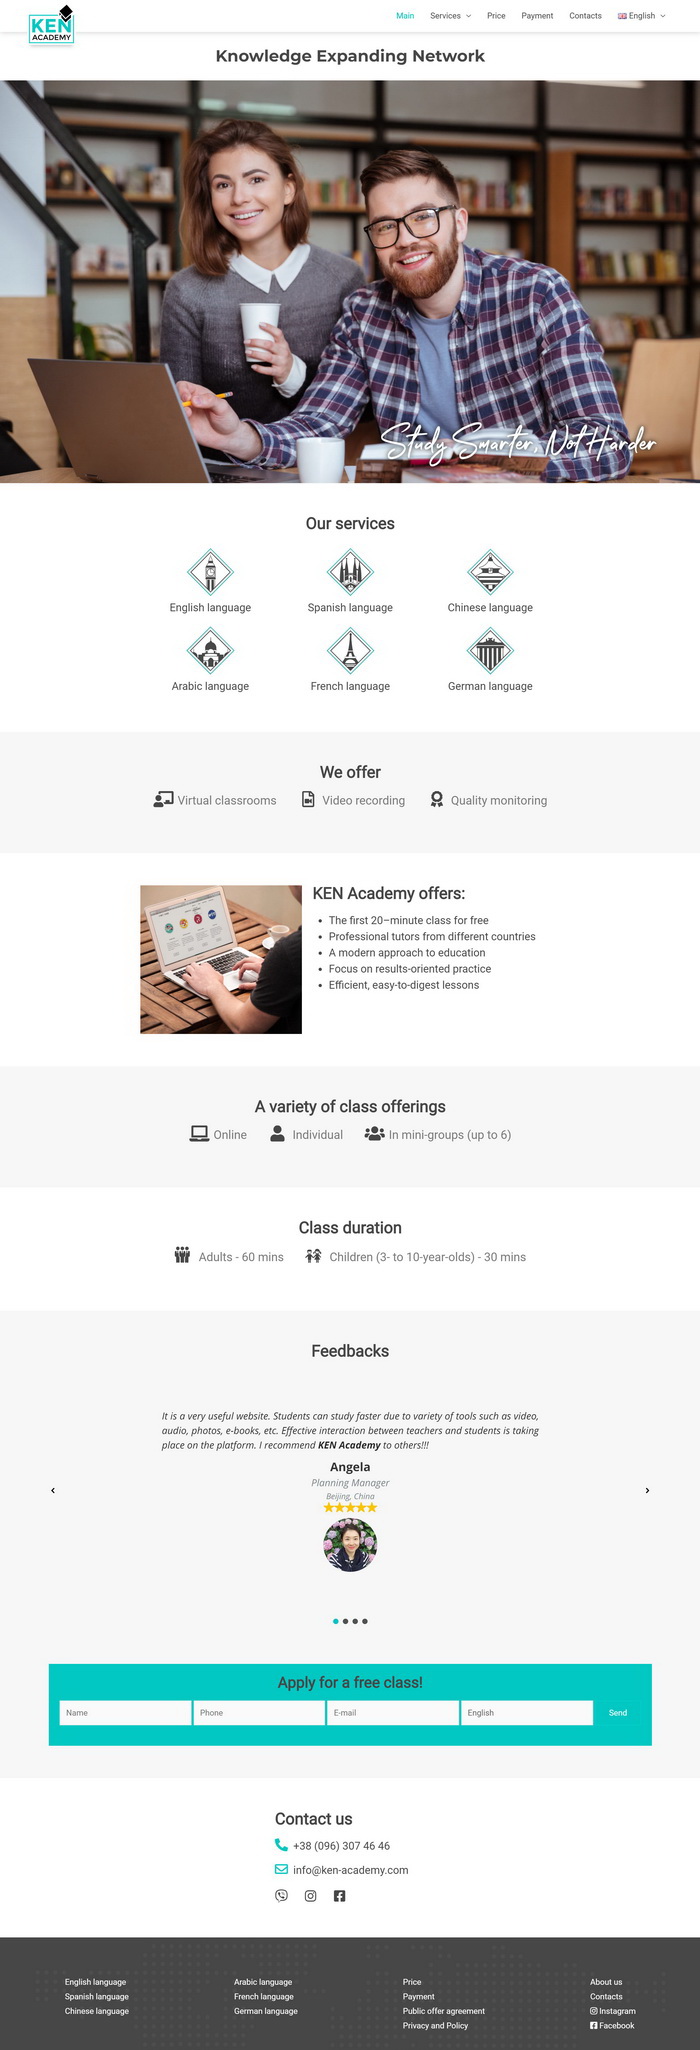 KEN
ACADEMY
Main
Services
Price
Payment
Contacts
English
Knowledge Expanding Network
Study Smarter, Not Harder
Our services
English language
Spanish language
Chinese language
Arabic language
French language
German language
We offer
Virtual classrooms
Video recording
Quality monitoring
KEN Academy offers:
• The first 20–minute class for free
• Professional tutors from different countries
• A modern approach to education
• Focus on results-oriented practice
• Efficient, easy-to-digest lessons
A variety of class offerings
Online
Individual
In mini-groups (up to 6)
Class duration
Adults - 60 mins
Children (3- to 10-year-olds) - 30 mins
Feedbacks
It is a very useful website. Students can study faster due to variety of tools such as video,
audio, photos, e-books, etc. Effective interaction between teachers and students is taking
place on the platform. I recommend KEN Academy to others!!!
Angela
Planning Manager
Beijing, China
Apply for a free class!
Name
Phone
E-mail
English
Send
Contact us
+38 (096) 307 46 46
info@ken-academy.com
English language
Spanish language
Chinese language
Arabic language
French language
German language
Price
Payment
Public offer agreement
Privacy and Policy
About us
Contacts
Instagram
Facebook